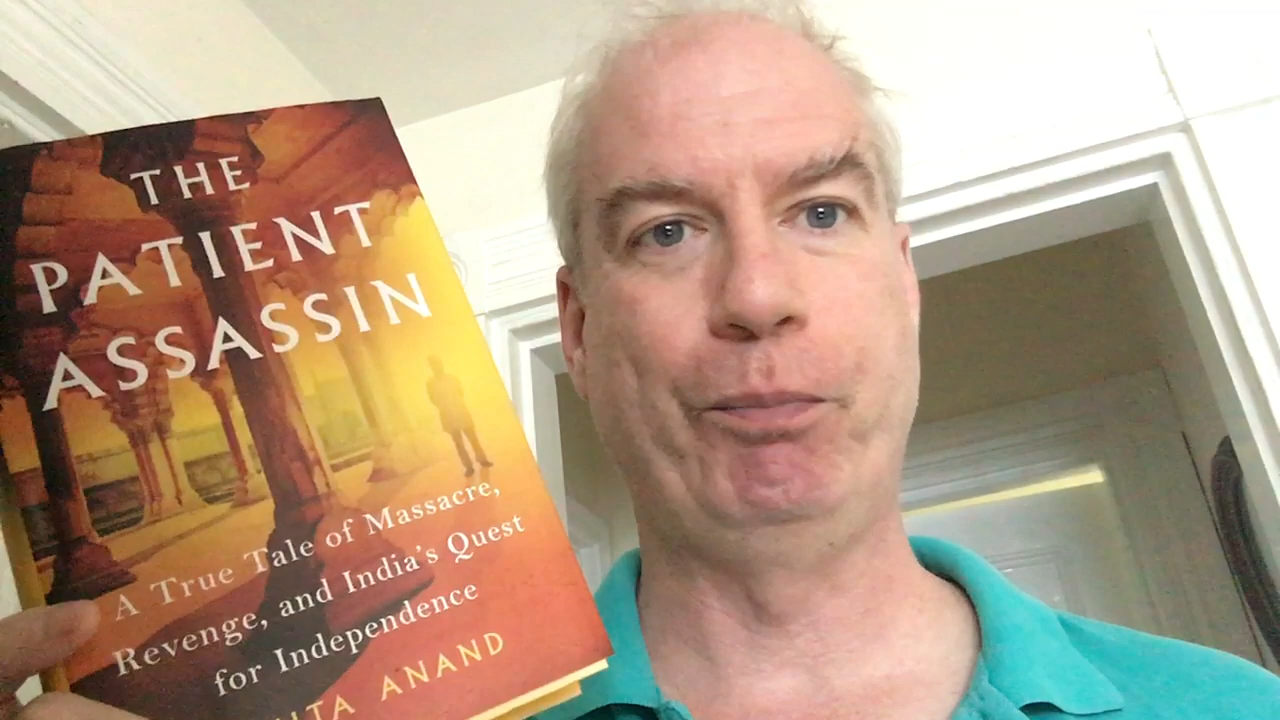 THE
PATIENT
ASSASSIN
A True Tale of Massacre,
Revenge, and India's Quest
for Independence
ANAND